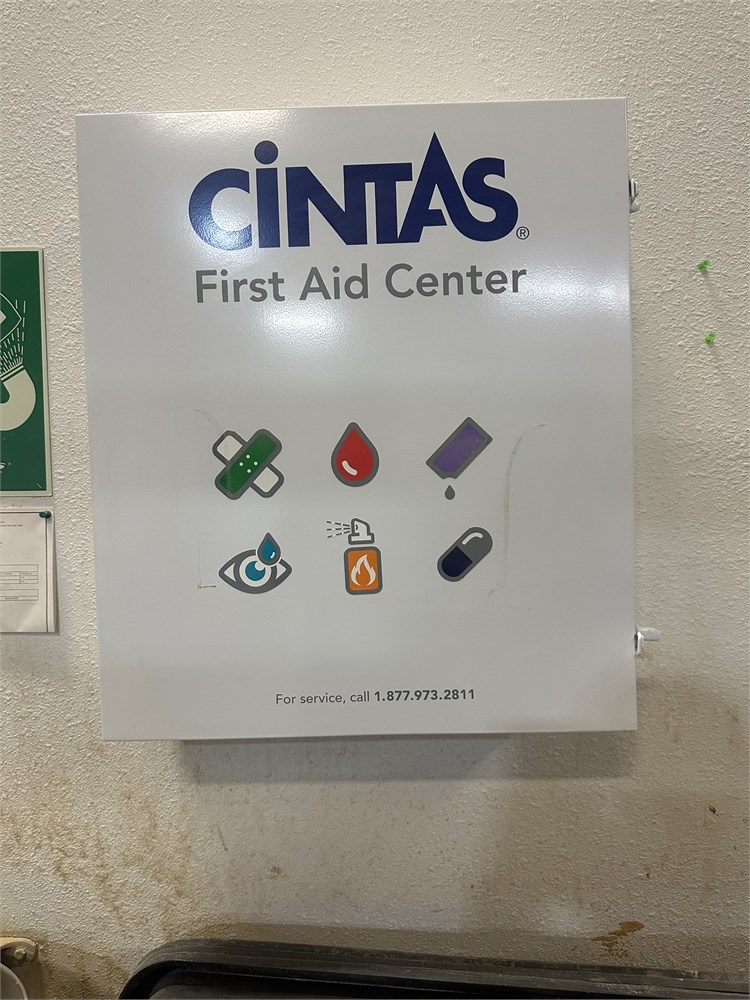 CINTAS®
First Aid Center
For service, call 1.877.973.2811